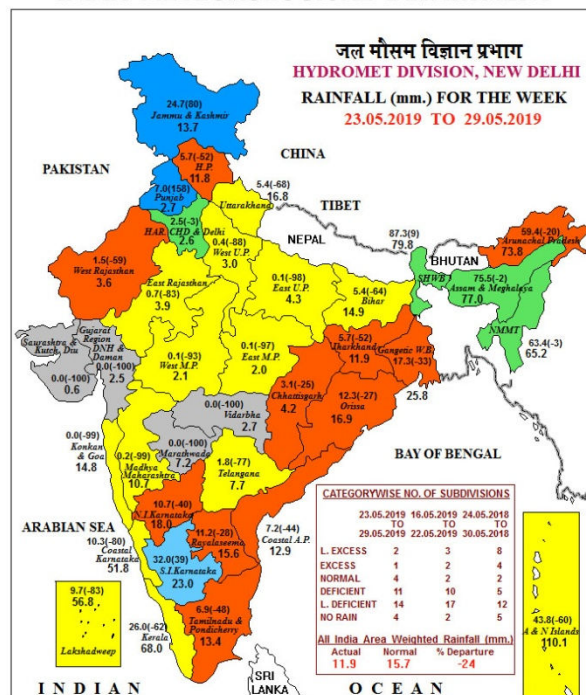 जल मौसम विज्ञान प्रभाग
HYDROMET DIVISION, NEW DELHI
RAINFALL (mm.) FOR THE WEEK
23.05.2019 TO 29.05.2019
24.7(80)
Jammu & Kashmir
13.7
5.7(-52)
H.P.
11.8
CHINA
PAKISTAN
7.0(158)
Punjab
2.7
5.4(-68)
16.8
Uttarakhand
TIBET
2.5(-3)
HAR. CHD & Delhi
2.6
0.4(-88)
West U.P.
3.0
NEPAL
87.3(9)
79.8
BHUTAN
59.4(-20)
Arunachal Pradesh
73.8
1.5(-59)
West Rajasthan
3.6
East Rajasthan
0.7(-83)
3.9
0.1(-98)
East U.P.
4.3
5.4(-64)
Bihar
14.9
SHWB
75.5(-2)
Assam & Meghalaya
77.0
NMMT
63.4(-3)
65.2
Saurashtra &
Kutch, Diu
0.0(-100)
0.6
Gujarat
Region
DNH &
Daman
0.0(-100)
2.5
0.1(-93)
West M.P.
2.1
0.1(-97)
East M.P.
2.0
5.7(-52)
Jharkhand
11.9
Gangetic W.B.
17.3(-33)
25.8
3.1(-25)
Chhattisgarh
4.2
12.3(-27)
Orissa
16.9
0.0(-100)
Vidarbha
2.7
0.0(-99)
Konkan
& Goa
14.8
0.2(-99)
Madhya
Maharashtra
10.7
0.0(-100)
Marathwada
7.2
1.8(-77)
Telangana
7.7
BAY OF BENGAL
ARABIAN SEA
10.3(-80)
Coastal
Karnataka
51.8
10.7(-40)
N.I.Karnataka
18.0
11.2(-28)
Rayalaseema
15.6
7.2(-44)
Coastal A.P.
12.9
32.0(39)
S.I.Karnataka
23.0
9.7(-83)
56.8
Lakshadweep
26.0(-62)
Kerala
68.0
6.9(-48)
Tamilnadu &
Pondicherry
13.4
CATEGORYWISE NO. OF SUBDIVISIONS
23.05.2019 16.05.2019 24.05.2018
TO TO TO
29.05.2019 22.05.2019 30.05.2018
L. EXCESS 2 3 8
EXCESS 1 2 4
NORMAL 4 2 2
DEFICIENT 11 10 5
L. DEFICIENT 14 17 12
NO RAIN 4 2 5
All India Area Weighted Rainfall (mm.)
Actual Normal % Departure
11.9 15.7 -24
43.8(-60)
A & N Islands
110.1
SRI
LANKA
INDIAN OCEAN